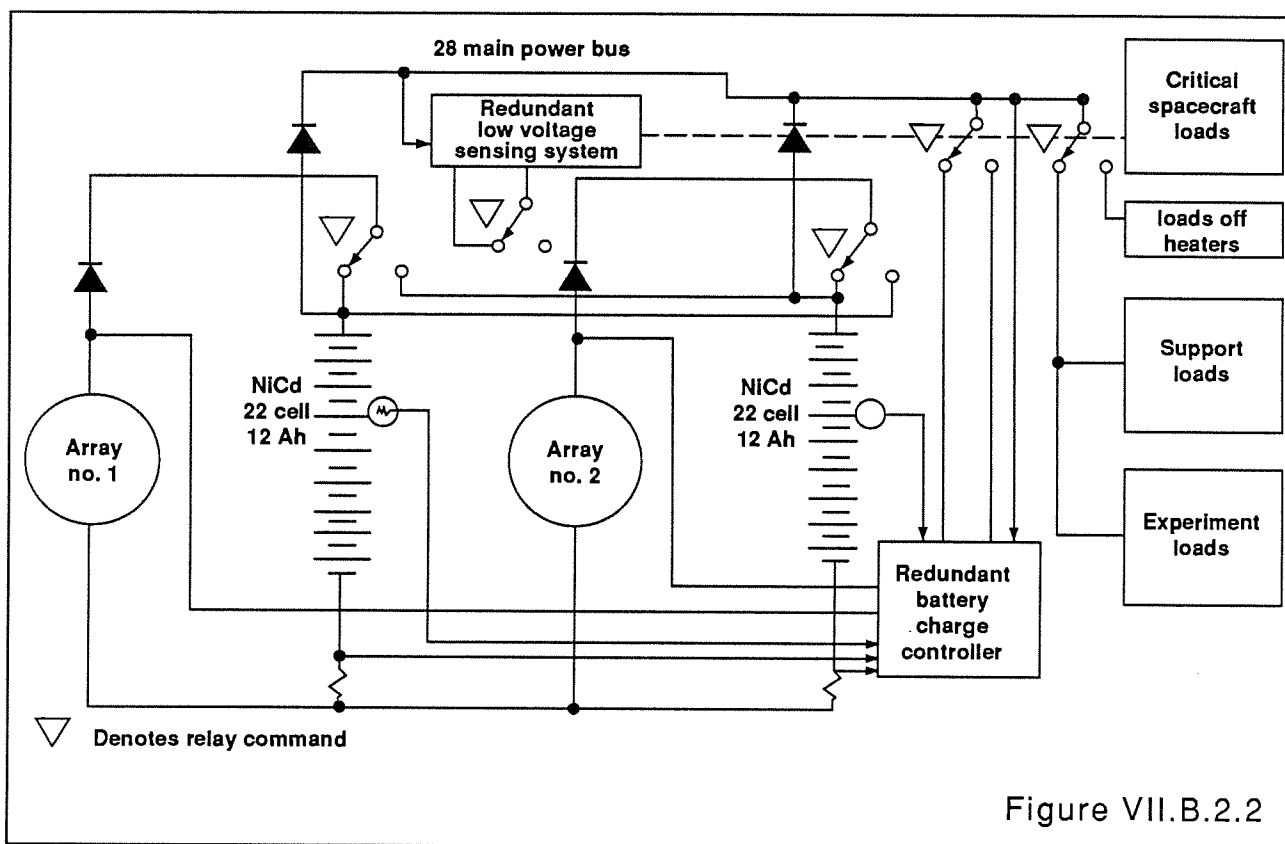 28 main power bus
Redundant
low voltage
sensing system
Critical
spacecraft
loads
loads off
heaters
Support
loads
Experiment
loads
NiCd
22 cell
12 Ah
NiCd
22 cell
12 Ah
Array
no. 1
Array
no. 2
Redundant
battery
charge
controller
Denotes relay command
Figure VII.B.2.2